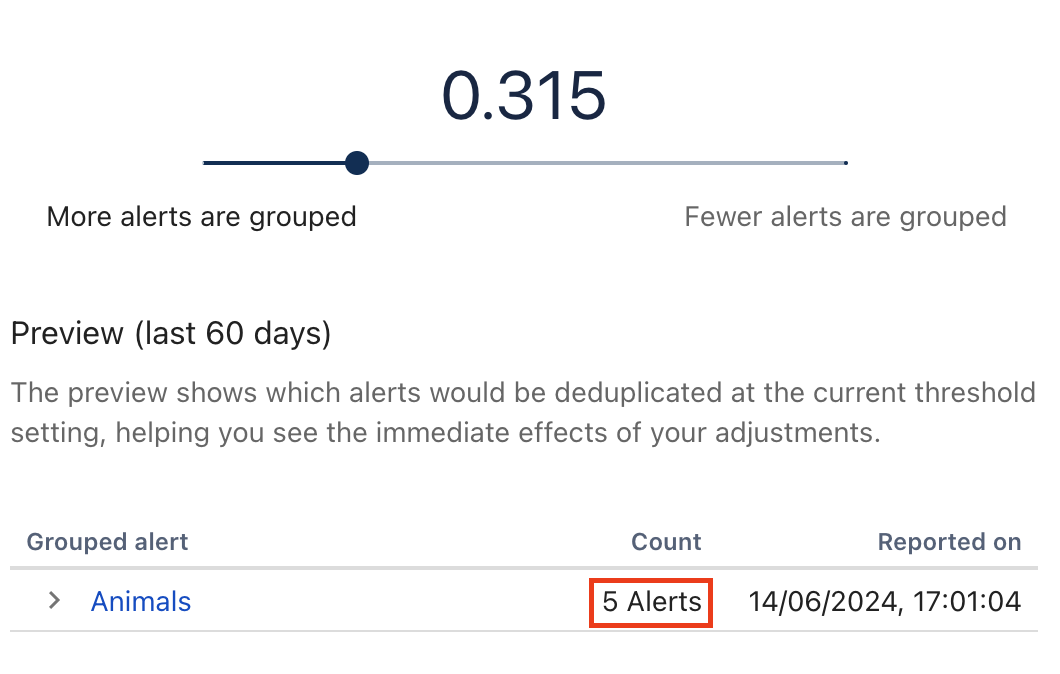 0.315
More alerts are grouped
Fewer alerts are grouped
Preview (last 60 days)
The preview shows which alerts would be deduplicated at the current threshold
setting, helping you see the immediate effects of your adjustments.
Grouped alert Count Reported on
Animals 5 Alerts 14/06/2024, 17:01:04